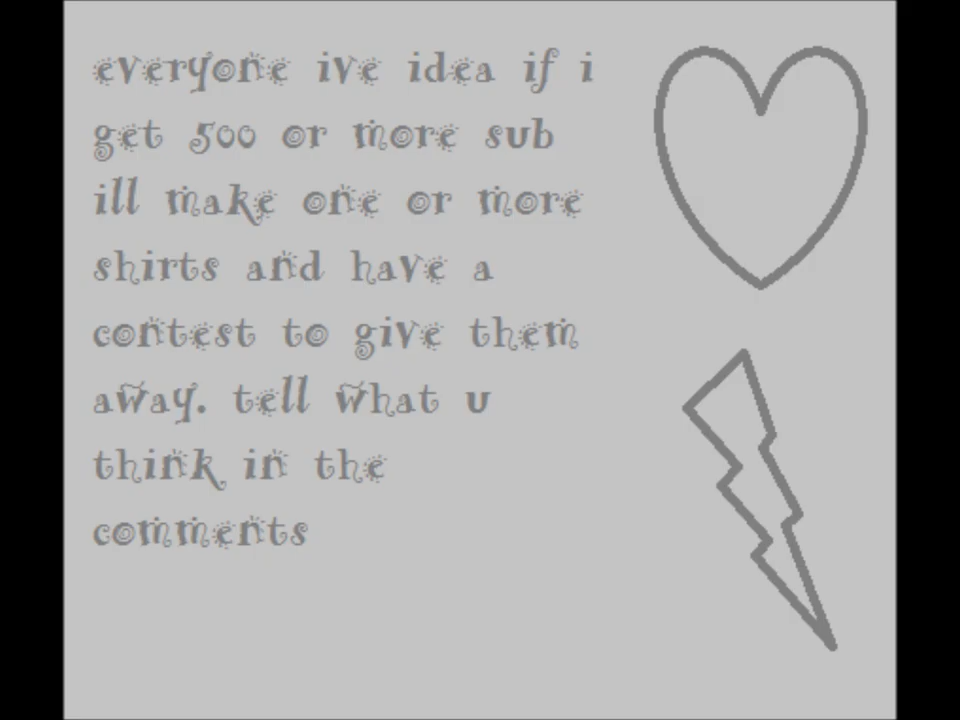 everyone ive idea if i
get 500 or more sub
ill make one or more
shirts and have a
contest to give them
away. tell what u
think in the
comments